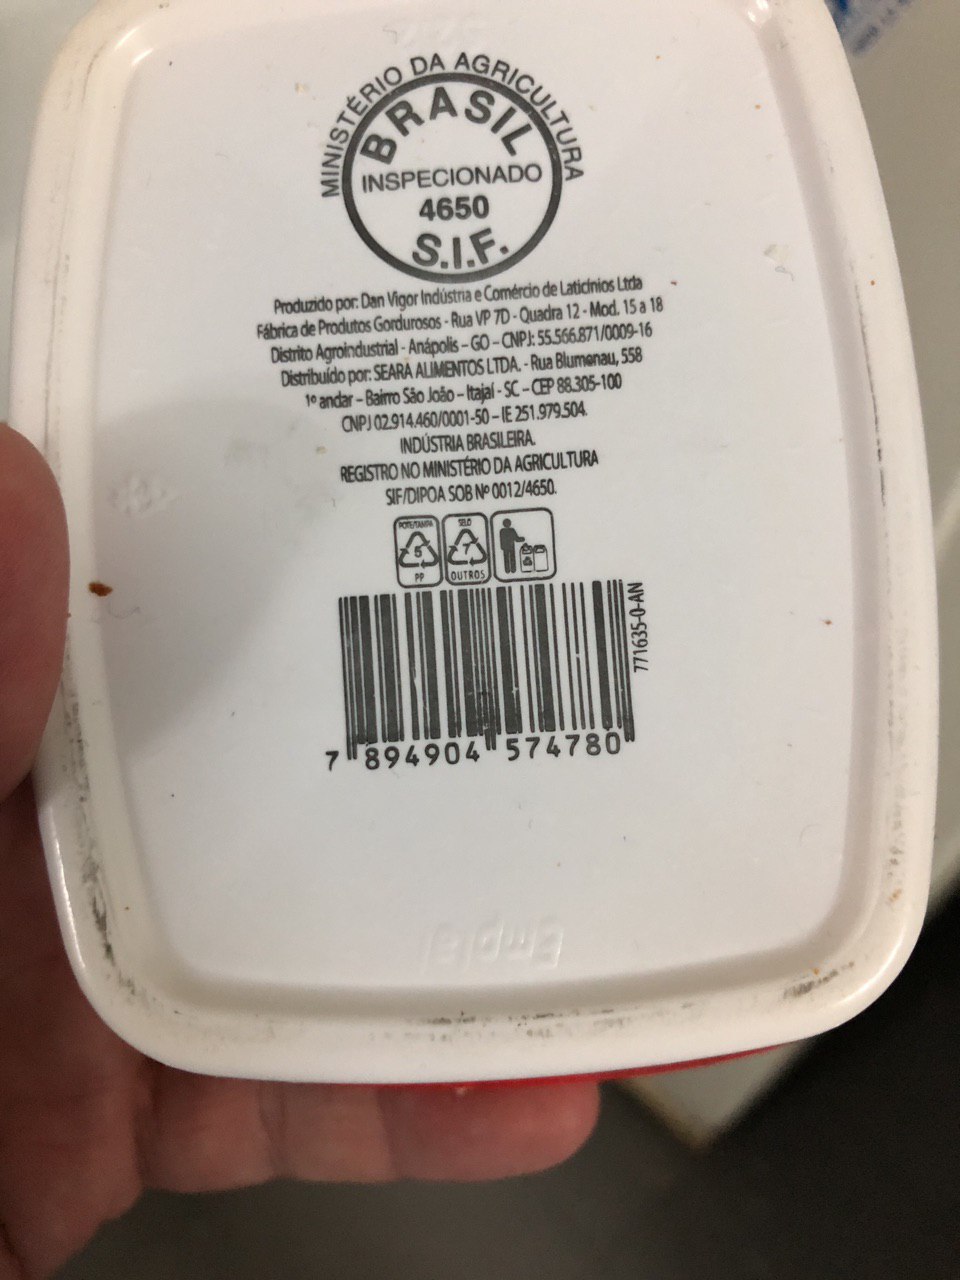 MINISTÉRIO DA AGRICULTURA
BRASIL
INSPECIONADO
4650
S.I.F.
Produzido por: Dan Vigor Indústria e Comércio de Laticínios Ltda
Fábrica de Produtos Gordurosos - Rua VP 7D - Quadra 12 - Mod. 15 a 18
Distrito Agroindustrial - Anápolis – GO – CNPJ: 55.566.871/0009-16
Distribuído por: SEARA ALIMENTOS LTDA. - Rua Blumenau, 558
1º andar – Bairro São João – Itajaí - SC – CEP 88.305-100
CNPJ 02.914.460/0001-50 – IE 251.979.504.
INDÚSTRIA BRASILEIRA.
REGISTRO NO MINISTÉRIO DA AGRICULTURA
SIF/DIPOA SOB Nº 0012/4650.
POTE/TAMPA SELO
5 7
PP OUTROS
771635-0-AN
7 894904 574780